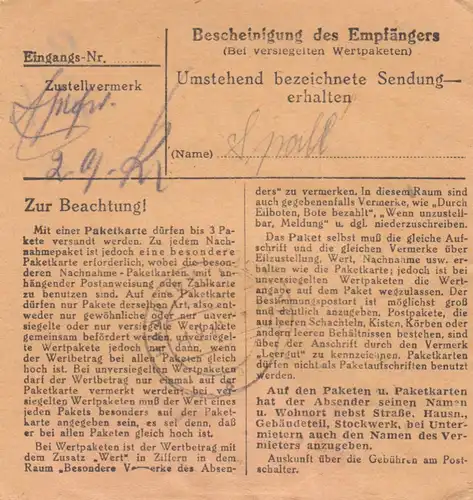 Eingangs-Nr.
Zustellvermerk
Bescheinigung des Empfängers
(Bei versiegelten Wertpaketen)
Umstehend bezeichnete Sendung—
erhalten
(Name)
Zur Beachtung!
Mit einer Paketkarte dürfen bis 3 Pa-
kete versandt werden. Zu jedem Nach-
nahmepaket ist jedoch eine besondere
Paketkarte erforderlich, wobei die beson-
deren Nachnahme-Paketkarten mit an-
hängender Postanweisung oder Zahlkarte
zu benutzen sind. Auf eine Paketkarte
dürfen nur Pakete derselben Art, also ent-
weder nur gewöhnliche oder nur unver-
siegelte oder nur versiegelte Wertpakete
gemeinsam befördert werden, unversiegel-
te Wertpakete jedoch nur dann, wenn
der Wertbetrag bei allen Paketen gleich
hoch ist. Bei unversiegelten Wertpaketen
darf der Wertbetrag nur einmal auf der
Paketkarte vermerkt werden, bei ver-
siegelten Wertpaketen muß der Wert eines
jeden Pakets besonders auf der Paket-
karte angegeben sein, es sei denn, daß
er bei allen Paketen gleich hoch ist.
Bei Wertpaketen ist der Wertbetrag mit
dem Zusatz „Wert" in Ziffern in dem
Raum „Besondere Vermerke des Absen-
ders" zu vermerken. In diesem Raum sind
auch gegebenenfalls Vermerke, wie „Durch
Eilboten, Bote bezahlt", „Wenn unzustell-
bar, Meldung" u. dgl. niederzuschreiben.
Das Paket selbst muß die gleiche Auf-
schrift und die gleichen Vermerke über
Eilzustellung, Wert, Nachnahme usw. er-
halten wie die Paketkarte; jedoch ist bei
unversiegelten Wertpaketen die Wert-
angabe auf dem Paket wegzulassen. Der
Bestimmungspostort ist möglichst groß
und deutlich anzugeben. Postpakete, die
aus leeren Schachteln, Kisten, Körben oder
andern leeren Behältnissen bestehen, sind
über der Anschrift durch den Vermerk
„Leergut" zu kennzeichnen. Paketkarten
dürfen nicht als Paketaufschriften benutzt
werden.
Auf den Paketen u. Paketkarten
hat der Absender seinen Namen
u. Wohnort nebst Straße, Hausn.,
Gebäudeteil, Stockwerk, bei Unter-
mietern auch den Namen des Ver-
mieters anzugeben.
Auskunft über die Gebühren am Post-
schalter.